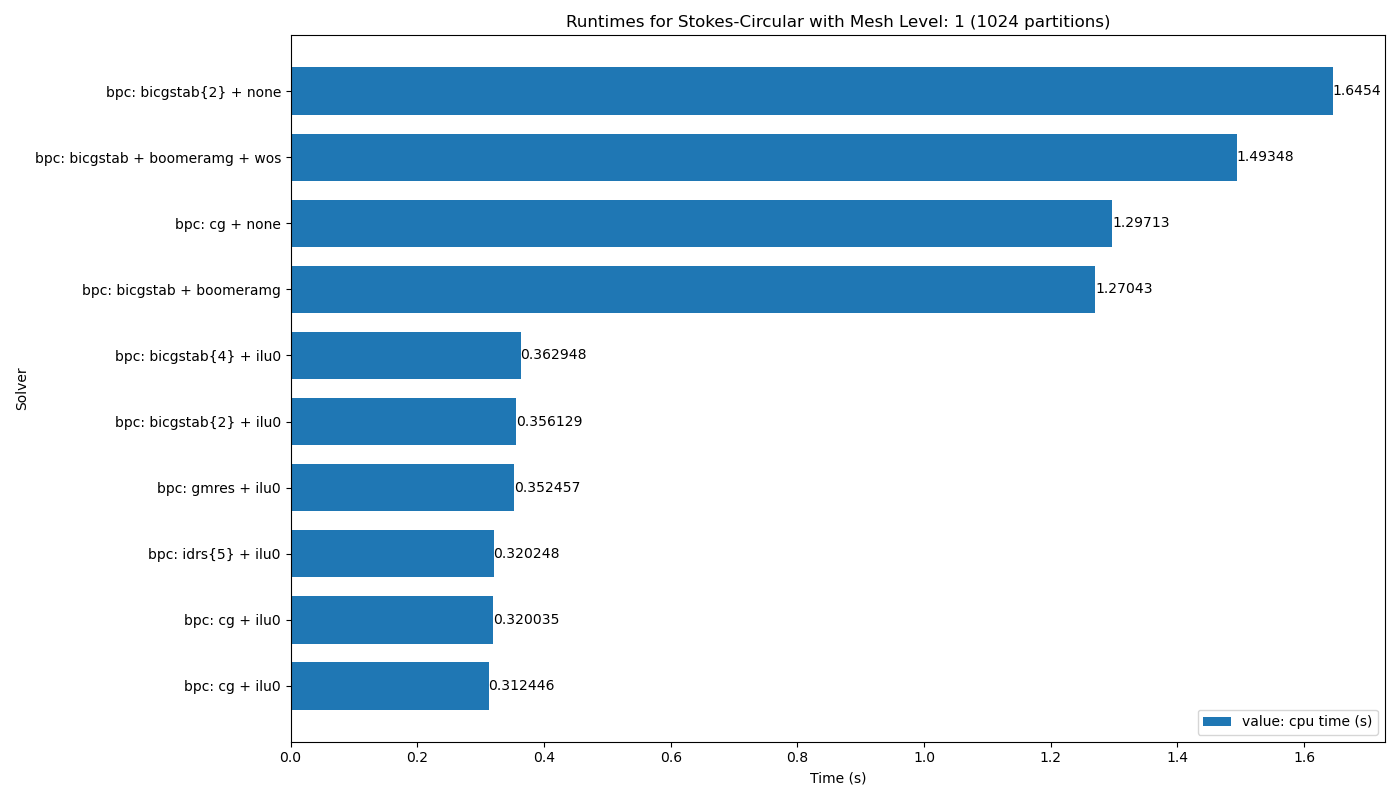 Runtimes for Stokes-Circular with Mesh Level: 1 (1024 partitions)
bpc: bicgstab{2} + none 1.6454
bpc: bicgstab + boomeramg + wos 1.49348
bpc: cg + none 1.29713
bpc: bicgstab + boomeramg 1.27043
bpc: bicgstab{4} + ilu0 0.362948
bpc: bicgstab{2} + ilu0 0.356129
bpc: gmres + ilu0 0.352457
bpc: idrs{5} + ilu0 0.320248
bpc: cg + ilu0 0.320035
bpc: cg + ilu0 0.312446
Solver
value: cpu time (s)
0.0 0.2 0.4 0.6 0.8 1.0 1.2 1.4 1.6
Time (s)